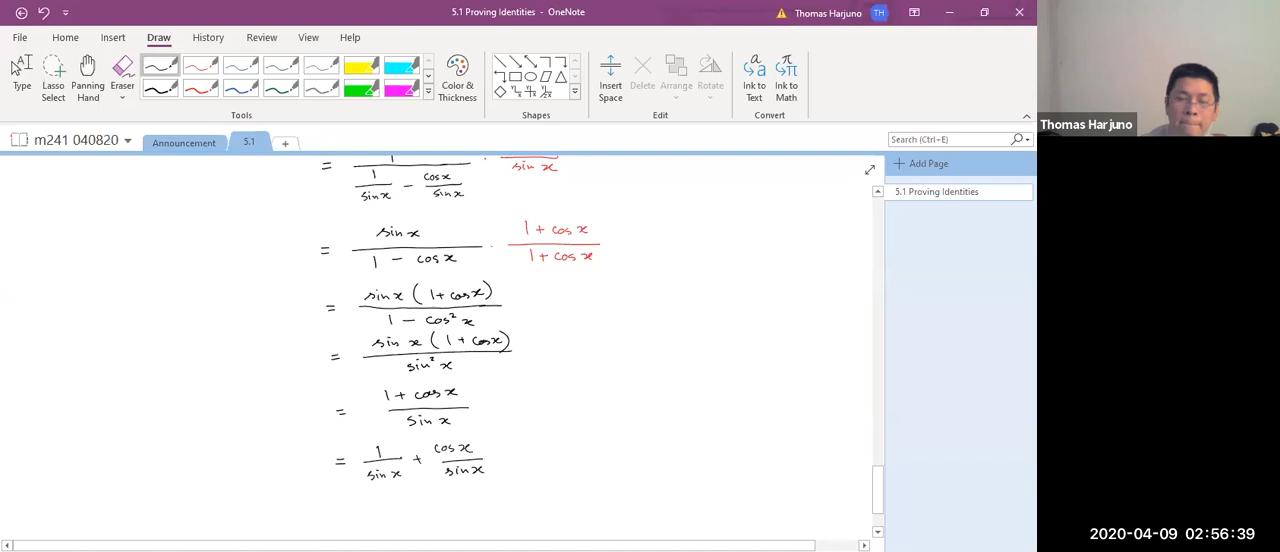 5.1 Proving Identities - OneNote
Thomas Harjuno TH
File Home Insert Draw History Review View Help
Type Lasso Select Panning Hand Eraser Color & Thickness Insert Space Delete Arrange Rotate Ink to Text Ink to Math
Tools Shapes Edit Convert
m241 040820 Announcement 5.1 + Search (Ctrl+E)
Thomas Harjuno
+ Add Page
5.1 Proving Identities
= 1 / (1/sin x - cos x/sin x) · sin x
= sin x / (1 - cos x) · (1 + cos x) / (1 + cos x)
= sin x (1 + cos x) / (1 - cos² x)
= sin x (1 + cos x) / sin² x
= (1 + cos x) / sin x
= 1/sin x + cos x/sin x
2020-04-09 02:56:39